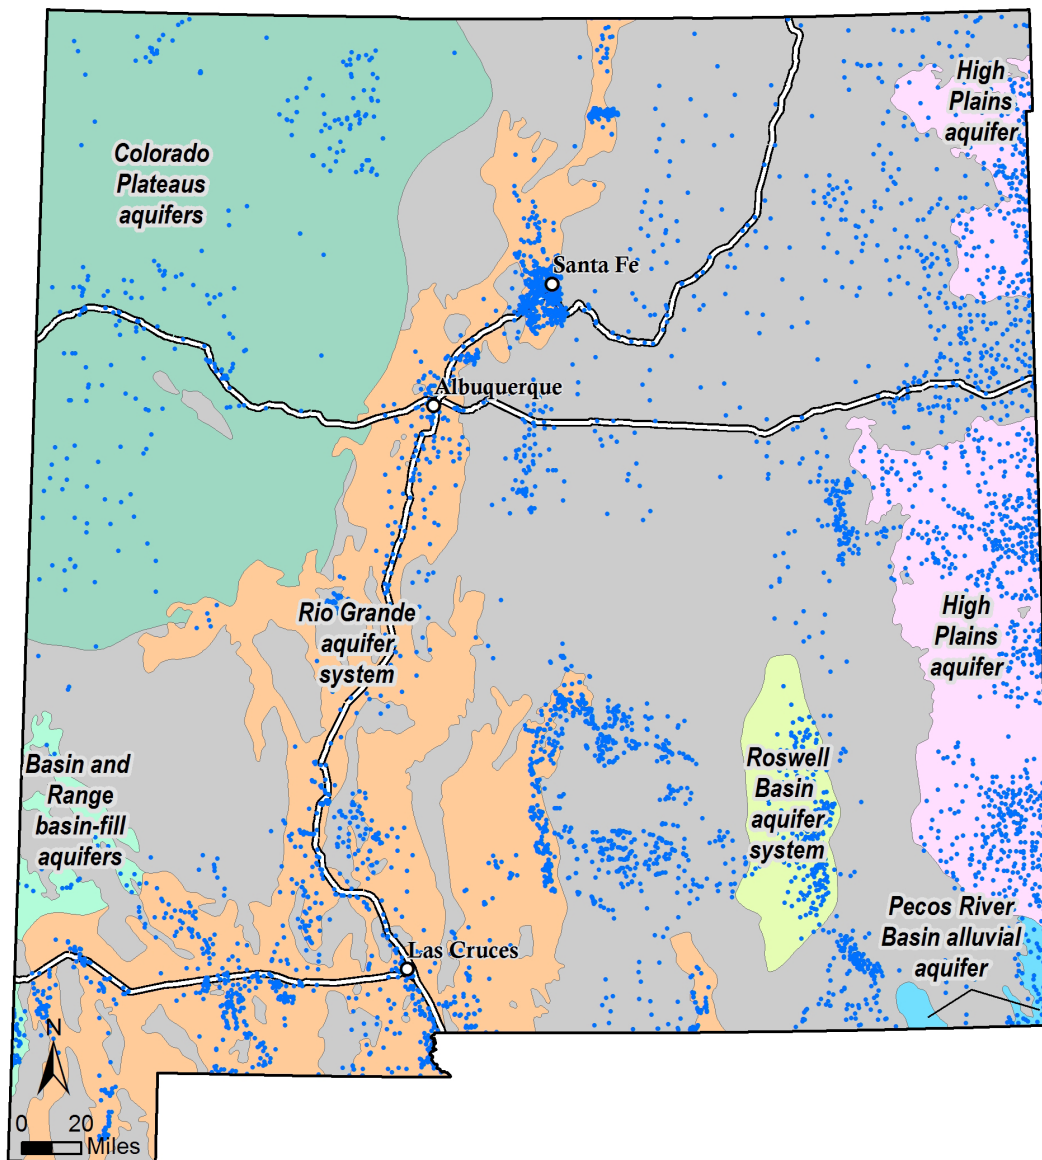 High
Plains
aquifer
Colorado
Plateaus
aquifers
Santa Fe
Albuquerque
Rio Grande
aquifer
system
High
Plains
aquifer
Basin and
Range
basin-fill
aquifers
Roswell
Basin
aquifer
system
Pecos River
Basin alluvial
aquifer
Las Cruces
N
0 20
Miles